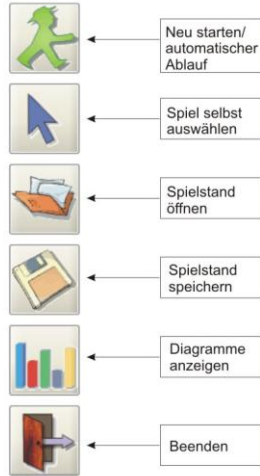 Neu starten/
automatischer
Ablauf
Spiel selbst
auswählen
Spielstand
öffnen
Spielstand
speichern
Diagramme
anzeigen
Beenden